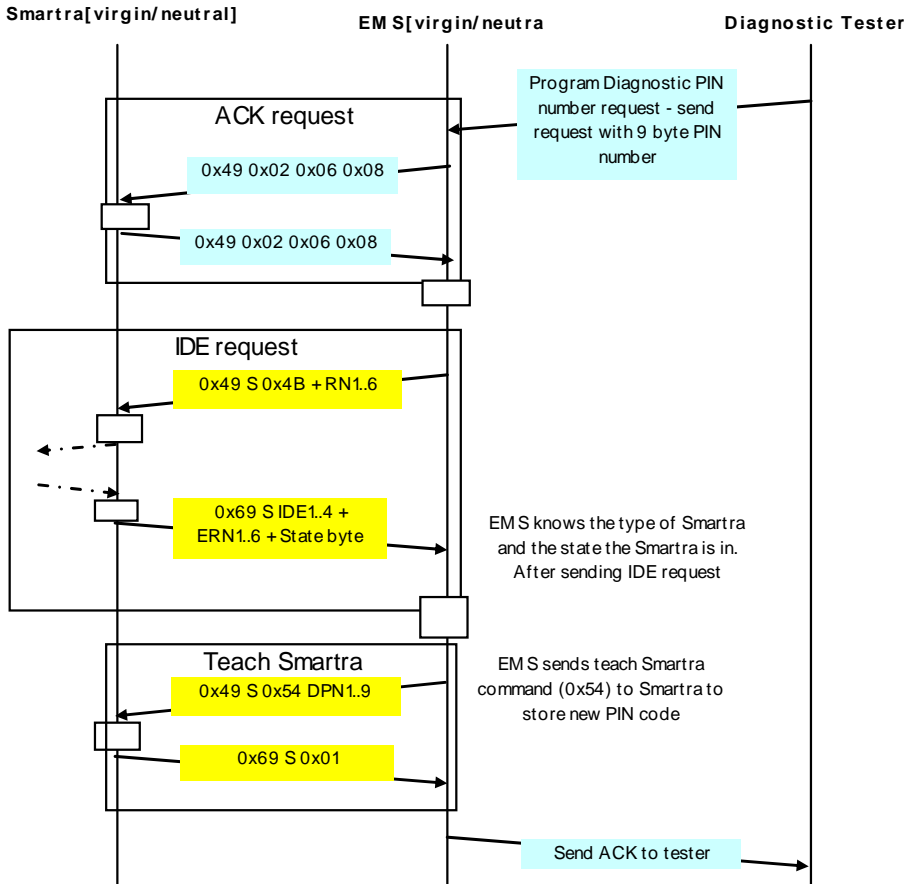 Smartra[virgin/neutral]
EMS[virgin/neutra
Diagnostic Tester
Program Diagnostic PIN
number request - send
request with 9 byte PIN
number
ACK request
0x49 0x02 0x06 0x08
0x49 0x02 0x06 0x08
IDE request
0x49 S 0x4B + RN1..6
0x69 S IDE1..4 +
ERN1..6 + State byte
EMS knows the type of Smartra
and the state the Smartra is in.
After sending IDE request
Teach Smartra
0x49 S 0x54 DPN1..9
EMS sends teach Smartra
command (0x54) to Smartra to
store new PIN code
0x69 S 0x01
Send ACK to tester